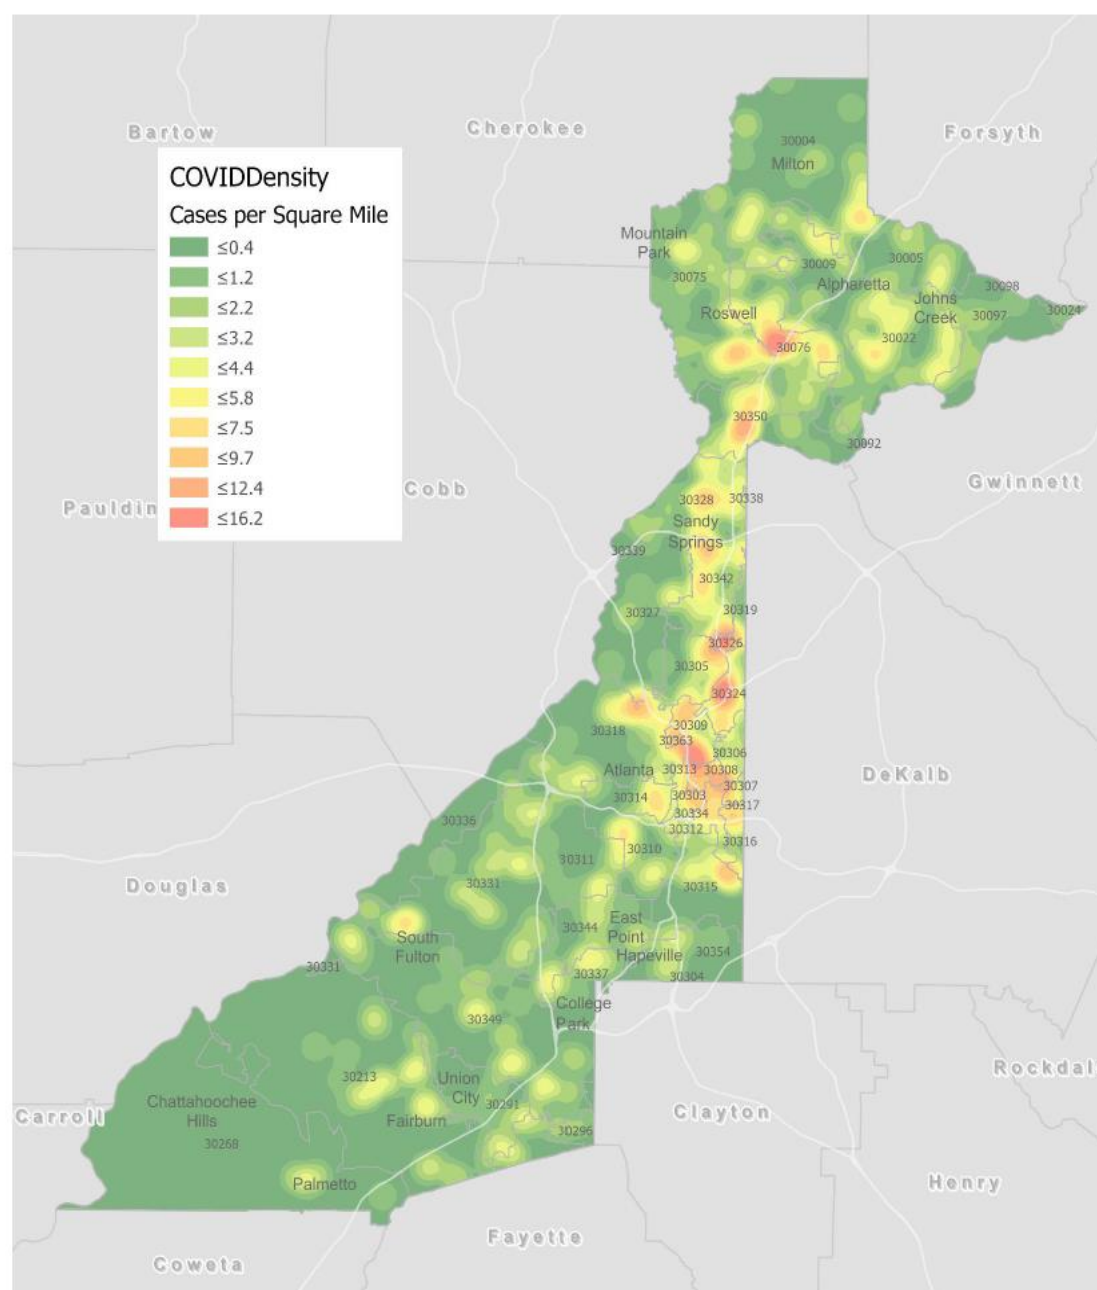 Bartow
Cherokee
Forsyth
30004
Milton
COVIDDensity
Cases per Square Mile
≤0.4
≤1.2
≤2.2
≤3.2
≤4.4
≤5.8
≤7.5
≤9.7
≤12.4
≤16.2
Mountain
Park
30075
30009
30005
Alpharetta
30098
Johns
Creek
30097
30024
Roswell
30076
30022
30350
30092
Cobb
Gwinnett
Pauldin
30328
30338
Sandy
Springs
30339
30342
30327
30319
30326
30305
30324
30318
30309
30363
30306
Atlanta
30313
30308
30307
DeKalb
30314
30303
30317
30334
30336
30312
30316
30310
30311
Douglas
30331
30315
30344
East
Point
South
Fulton
Hapeville
30354
30331
30337
30304
College
Park
30349
Rockdal
30213
Union
City
Chattahoochee
Hills
30291
Fairburn
Carroll
Clayton
30296
30268
Palmetto
Henry
Fayette
Coweta